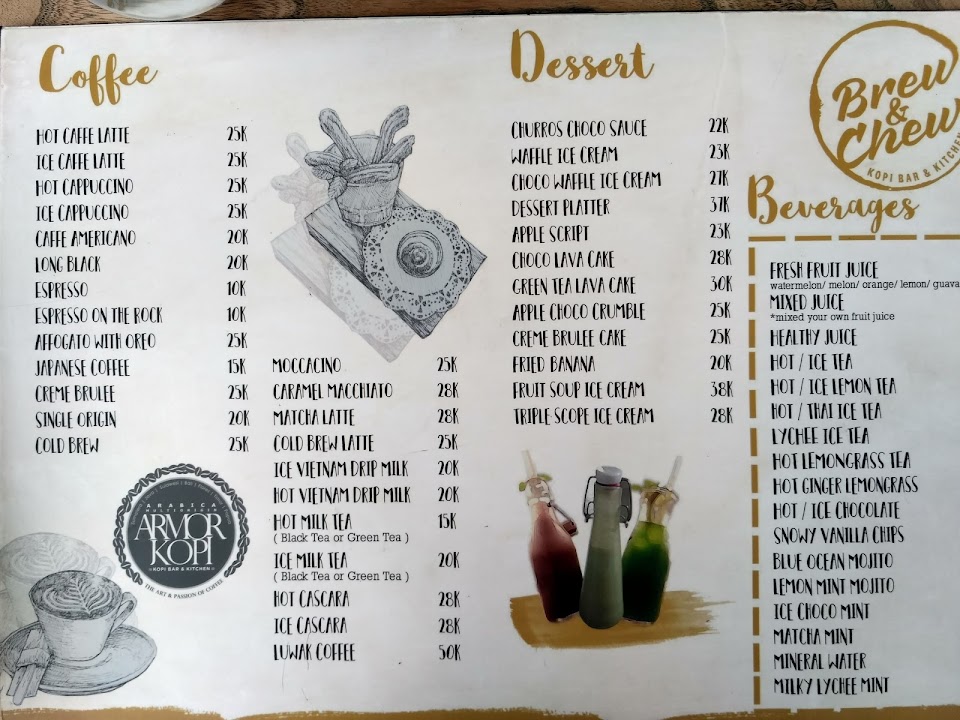 Coffee
HOT CAFFE LATTE 25K
ICE CAFFE LATTE 25K
HOT CAPPUCCINO 25K
ICE CAPPUCCINO 25K
CAFFE AMERICANO 20K
LONG BLACK 20K
ESPRESSO 10K
ESPRESSO ON THE ROCK 10K
AFFOGATO WITH OREO 25K
JAPANESE COFFEE 15K
CREME BRULEE 25K
SINGLE ORIGIN 20K
COLD BREW 25K
ARABICA
ARMOR
KOPI
KOPI BAR & KITCHEN
THE ART & PASSION OF COFFEE
MOCCACINO 25K
CARAMEL MACCHIATO 28K
MATCHA LATTE 28K
COLD BREW LATTE 25K
ICE VIETNAM DRIP MILK 20K
HOT VIETNAM DRIP MILK 20K
HOT MILK TEA 15K
( Black Tea or Green Tea )
ICE MILK TEA 20K
( Black Tea or Green Tea )
HOT CASCARA 28K
ICE CASCARA 28K
LUWAK COFFEE 50K
Dessert
CHURROS CHOCO SAUCE 22K
WAFFLE ICE CREAM 23K
CHOCO WAFFLE ICE CREAM 27K
DESSERT PLATTER 37K
APPLE SCRIPT 23K
CHOCO LAVA CAKE 28K
GREEN TEA LAVA CAKE 30K
APPLE CHOCO CRUMBLE 25K
CREME BRULEE CAKE 25K
FRIED BANANA 20K
FRUIT SOUP ICE CREAM 38K
TRIPLE SCOPE ICE CREAM 28K
Brew
&
Chew
KOPI BAR & KITCHEN
Beverages
FRESH FRUIT JUICE
watermelon/ melon/ orange/ lemon/ guava
MIXED JUICE
*mixed your own fruit juice
HEALTHY JUICE
HOT / ICE TEA
HOT / ICE LEMON TEA
HOT / THAI ICE TEA
LYCHEE ICE TEA
HOT LEMONGRASS TEA
HOT GINGER LEMONGRASS
HOT / ICE CHOCOLATE
SNOWY VANILLA CHIPS
BLUE OCEAN MOJITO
LEMON MINT MOJITO
ICE CHOCO MINT
MATCHA MINT
MINERAL WATER
MILKY LYCHEE MINT